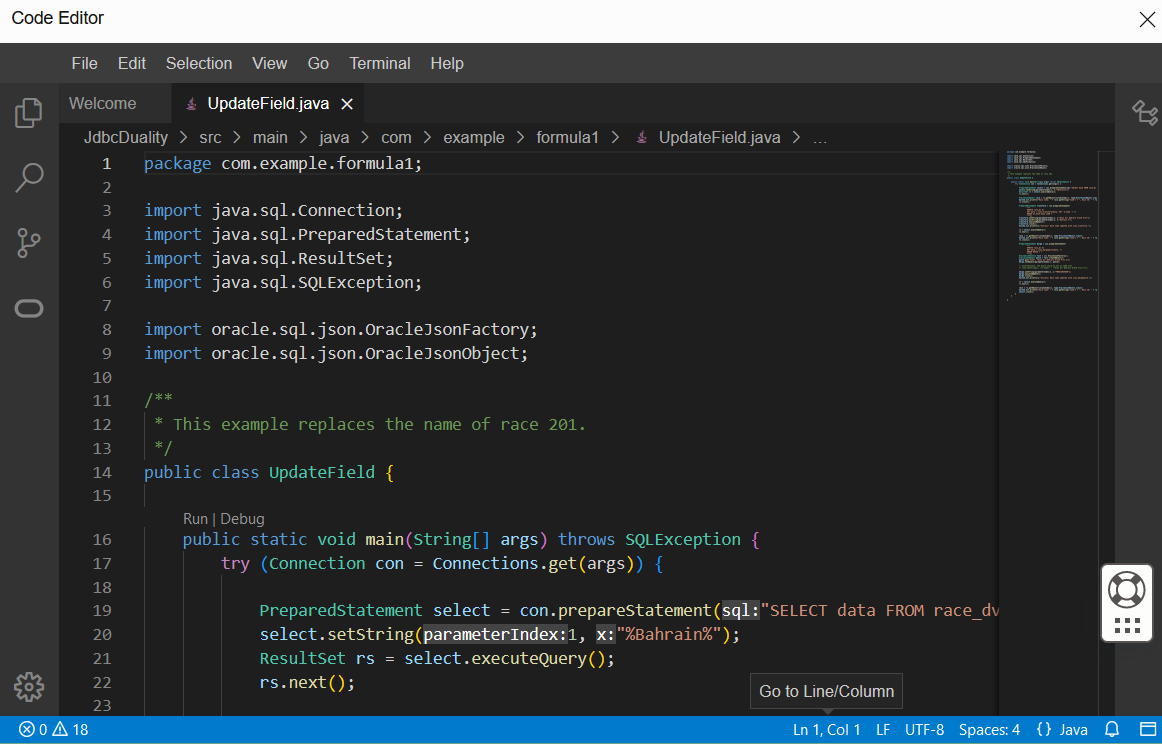 Code Editor
File Edit Selection View Go Terminal Help
Welcome UpdateField.java
JdbcDuality > src > main > java > com > example > formula1 > UpdateField.java > ...
1 package com.example.formula1;
2
3 import java.sql.Connection;
4 import java.sql.PreparedStatement;
5 import java.sql.ResultSet;
6 import java.sql.SQLException;
7
8 import oracle.sql.json.OracleJsonFactory;
9 import oracle.sql.json.OracleJsonObject;
10
11 /**
12 * This example replaces the name of race 201.
13 */
14 public class UpdateField {
15
Run | Debug
16 public static void main(String[] args) throws SQLException {
17 try (Connection con = Connections.get(args)) {
18
19 PreparedStatement select = con.prepareStatement(sql:"SELECT data FROM race_dv
20 select.setString(parameterIndex:1, x:"%Bahrain%");
21 ResultSet rs = select.executeQuery();
22 rs.next();
23
Go to Line/Column
0 18 Ln 1, Col 1 LF UTF-8 Spaces: 4 {} Java